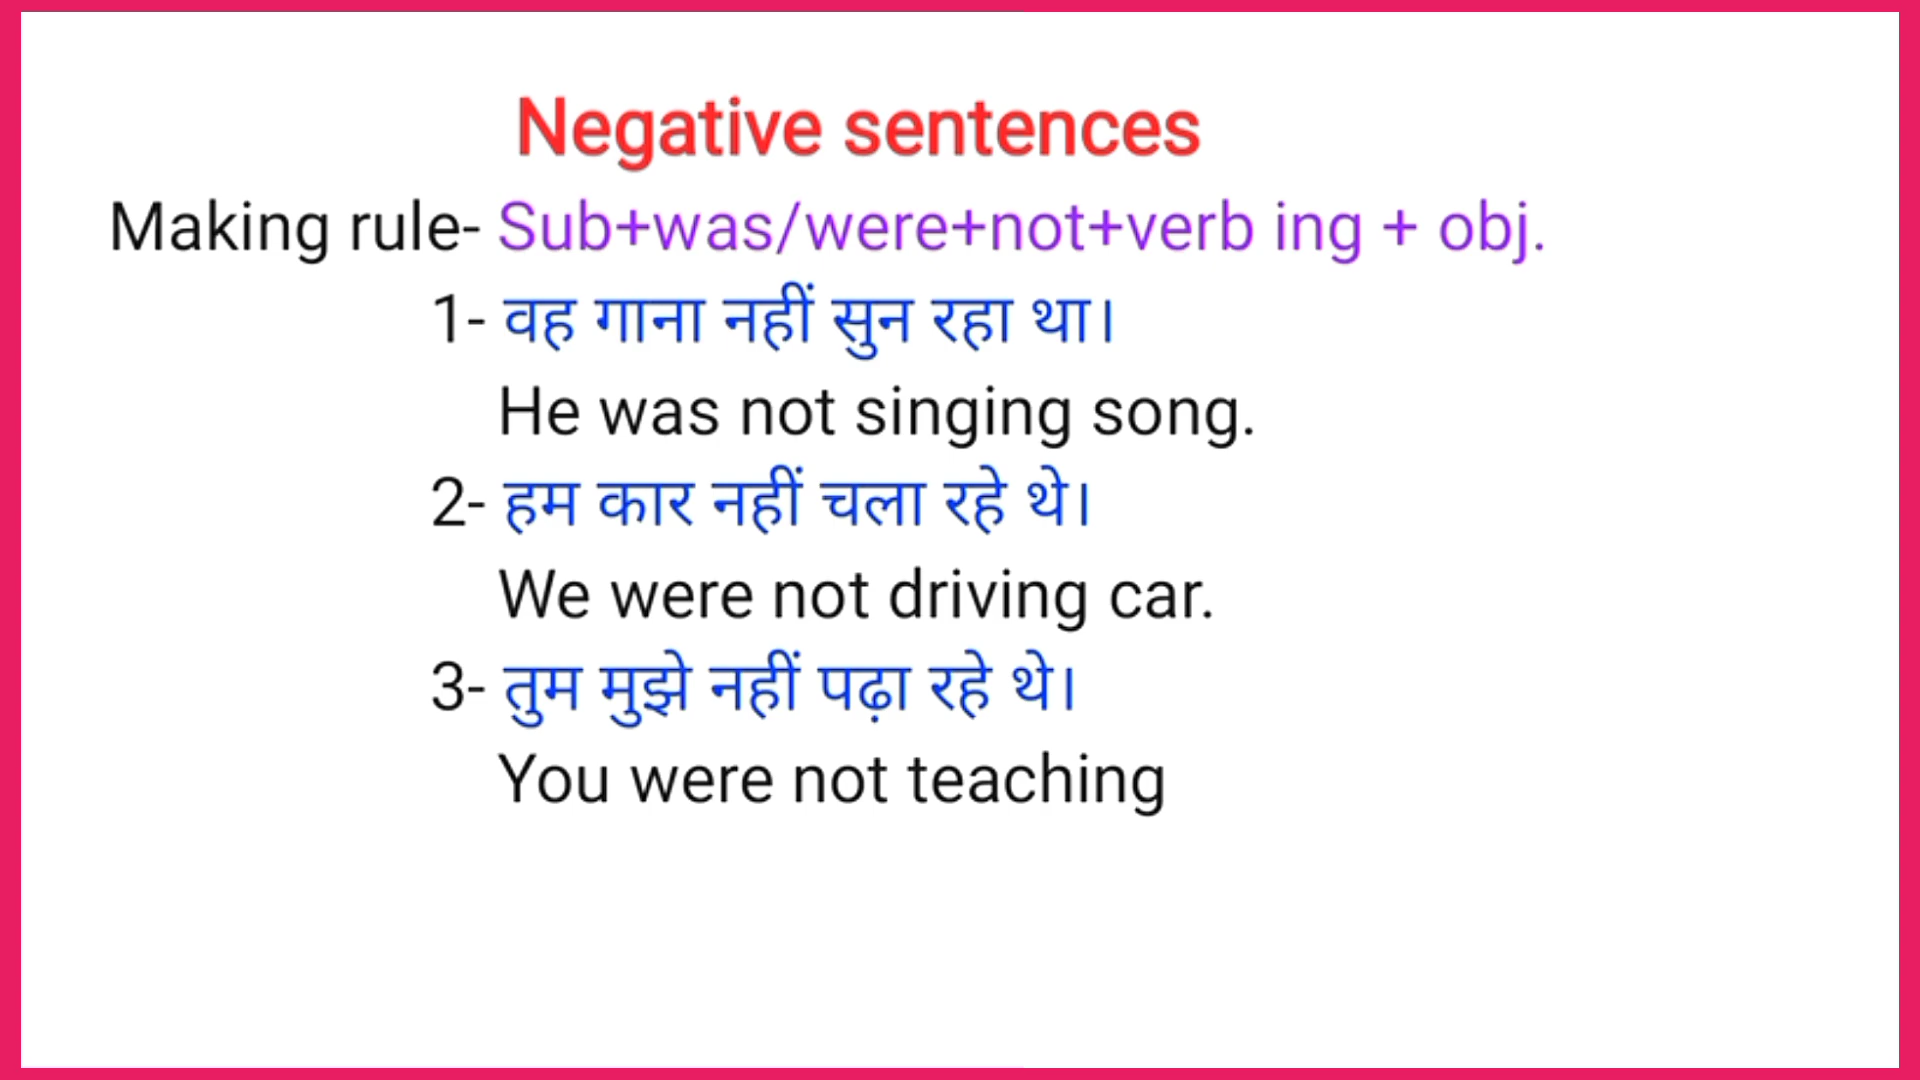 Negative sentences
Making rule- Sub+was/were+not+verb ing + obj.
1- वह गाना नहीं सुन रहा था।
He was not singing song.
2- हम कार नहीं चला रहे थे।
We were not driving car.
3- तुम मुझे नहीं पढ़ा रहे थे।
You were not teaching